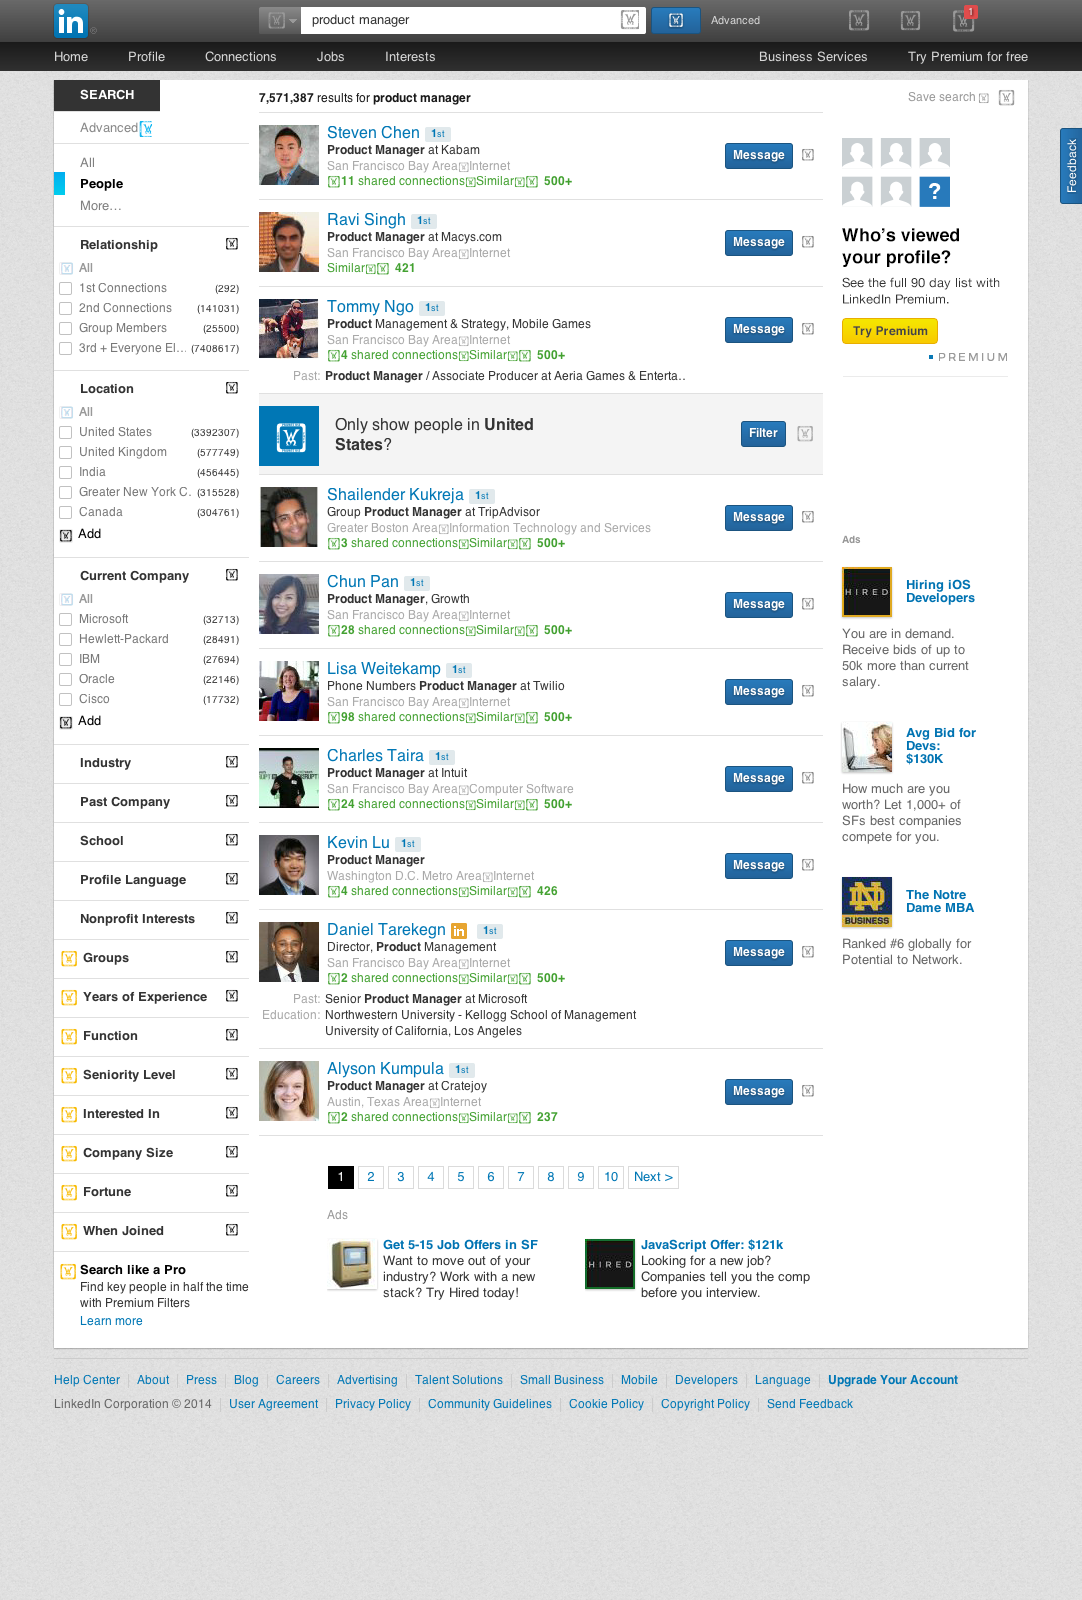 in
product manager
Advanced
1
Home Profile Connections Jobs Interests Business Services Try Premium for free
SEARCH
Advanced
All
People
More...
Relationship
All
1st Connections (292)
2nd Connections (141031)
Group Members (25500)
3rd + Everyone El... (7408617)
Location
All
United States (3392307)
United Kingdom (577749)
India (456445)
Greater New York C. (315528)
Canada (304761)
Add
Current Company
All
Microsoft (32713)
Hewlett-Packard (28491)
IBM (27694)
Oracle (22146)
Cisco (17732)
Add
Industry
Past Company
School
Profile Language
Nonprofit Interests
Groups
Years of Experience
Function
Seniority Level
Interested In
Company Size
Fortune
When Joined
Search like a Pro
Find key people in half the time
with Premium Filters
Learn more
7,571,387 results for product manager
Save search
Steven Chen 1st
Product Manager at Kabam
San Francisco Bay Area Internet
11 shared connections Similar 500+
Message
Ravi Singh 1st
Product Manager at Macys.com
San Francisco Bay Area Internet
Similar 421
Message
Tommy Ngo 1st
Product Management & Strategy, Mobile Games
San Francisco Bay Area Internet
4 shared connections Similar 500+
Past: Product Manager / Associate Producer at Aeria Games & Enterta..
Message
Only show people in United
States?
Filter
Shailender Kukreja 1st
Group Product Manager at TripAdvisor
Greater Boston Area Information Technology and Services
3 shared connections Similar 500+
Message
Chun Pan 1st
Product Manager, Growth
San Francisco Bay Area Internet
28 shared connections Similar 500+
Message
Lisa Weitekamp 1st
Phone Numbers Product Manager at Twilio
San Francisco Bay Area Internet
98 shared connections Similar 500+
Message
Charles Taira 1st
Product Manager at Intuit
San Francisco Bay Area Computer Software
24 shared connections Similar 500+
Message
Kevin Lu 1st
Product Manager
Washington D.C. Metro Area Internet
4 shared connections Similar 426
Message
Daniel Tarekegn in 1st
Director, Product Management
San Francisco Bay Area Internet
2 shared connections Similar 500+
Past: Senior Product Manager at Microsoft
Education: Northwestern University - Kellogg School of Management
University of California, Los Angeles
Message
Alyson Kumpula 1st
Product Manager at Cratejoy
Austin, Texas Area Internet
2 shared connections Similar 237
Message
1 2 3 4 5 6 7 8 9 10 Next >
Ads
Get 5-15 Job Offers in SF
Want to move out of your
industry? Work with a new
stack? Try Hired today!
HIRED
JavaScript Offer: $121k
Looking for a new job?
Companies tell you the comp
before you interview.
?
Who's viewed
your profile?
See the full 90 day list with
LinkedIn Premium.
Try Premium
PREMIUM
Feedback
Ads
HIRED
Hiring iOS
Developers
You are in demand.
Receive bids of up to
50k more than current
salary.
Avg Bid for
Devs:
$130K
How much are you
worth? Let 1,000+ of
SFs best companies
compete for you.
ND
BUSINESS
The Notre
Dame MBA
Ranked #6 globally for
Potential to Network.
Help Center About Press Blog Careers Advertising Talent Solutions Small Business Mobile Developers Language Upgrade Your Account
LinkedIn Corporation © 2014 User Agreement Privacy Policy Community Guidelines Cookie Policy Copyright Policy Send Feedback